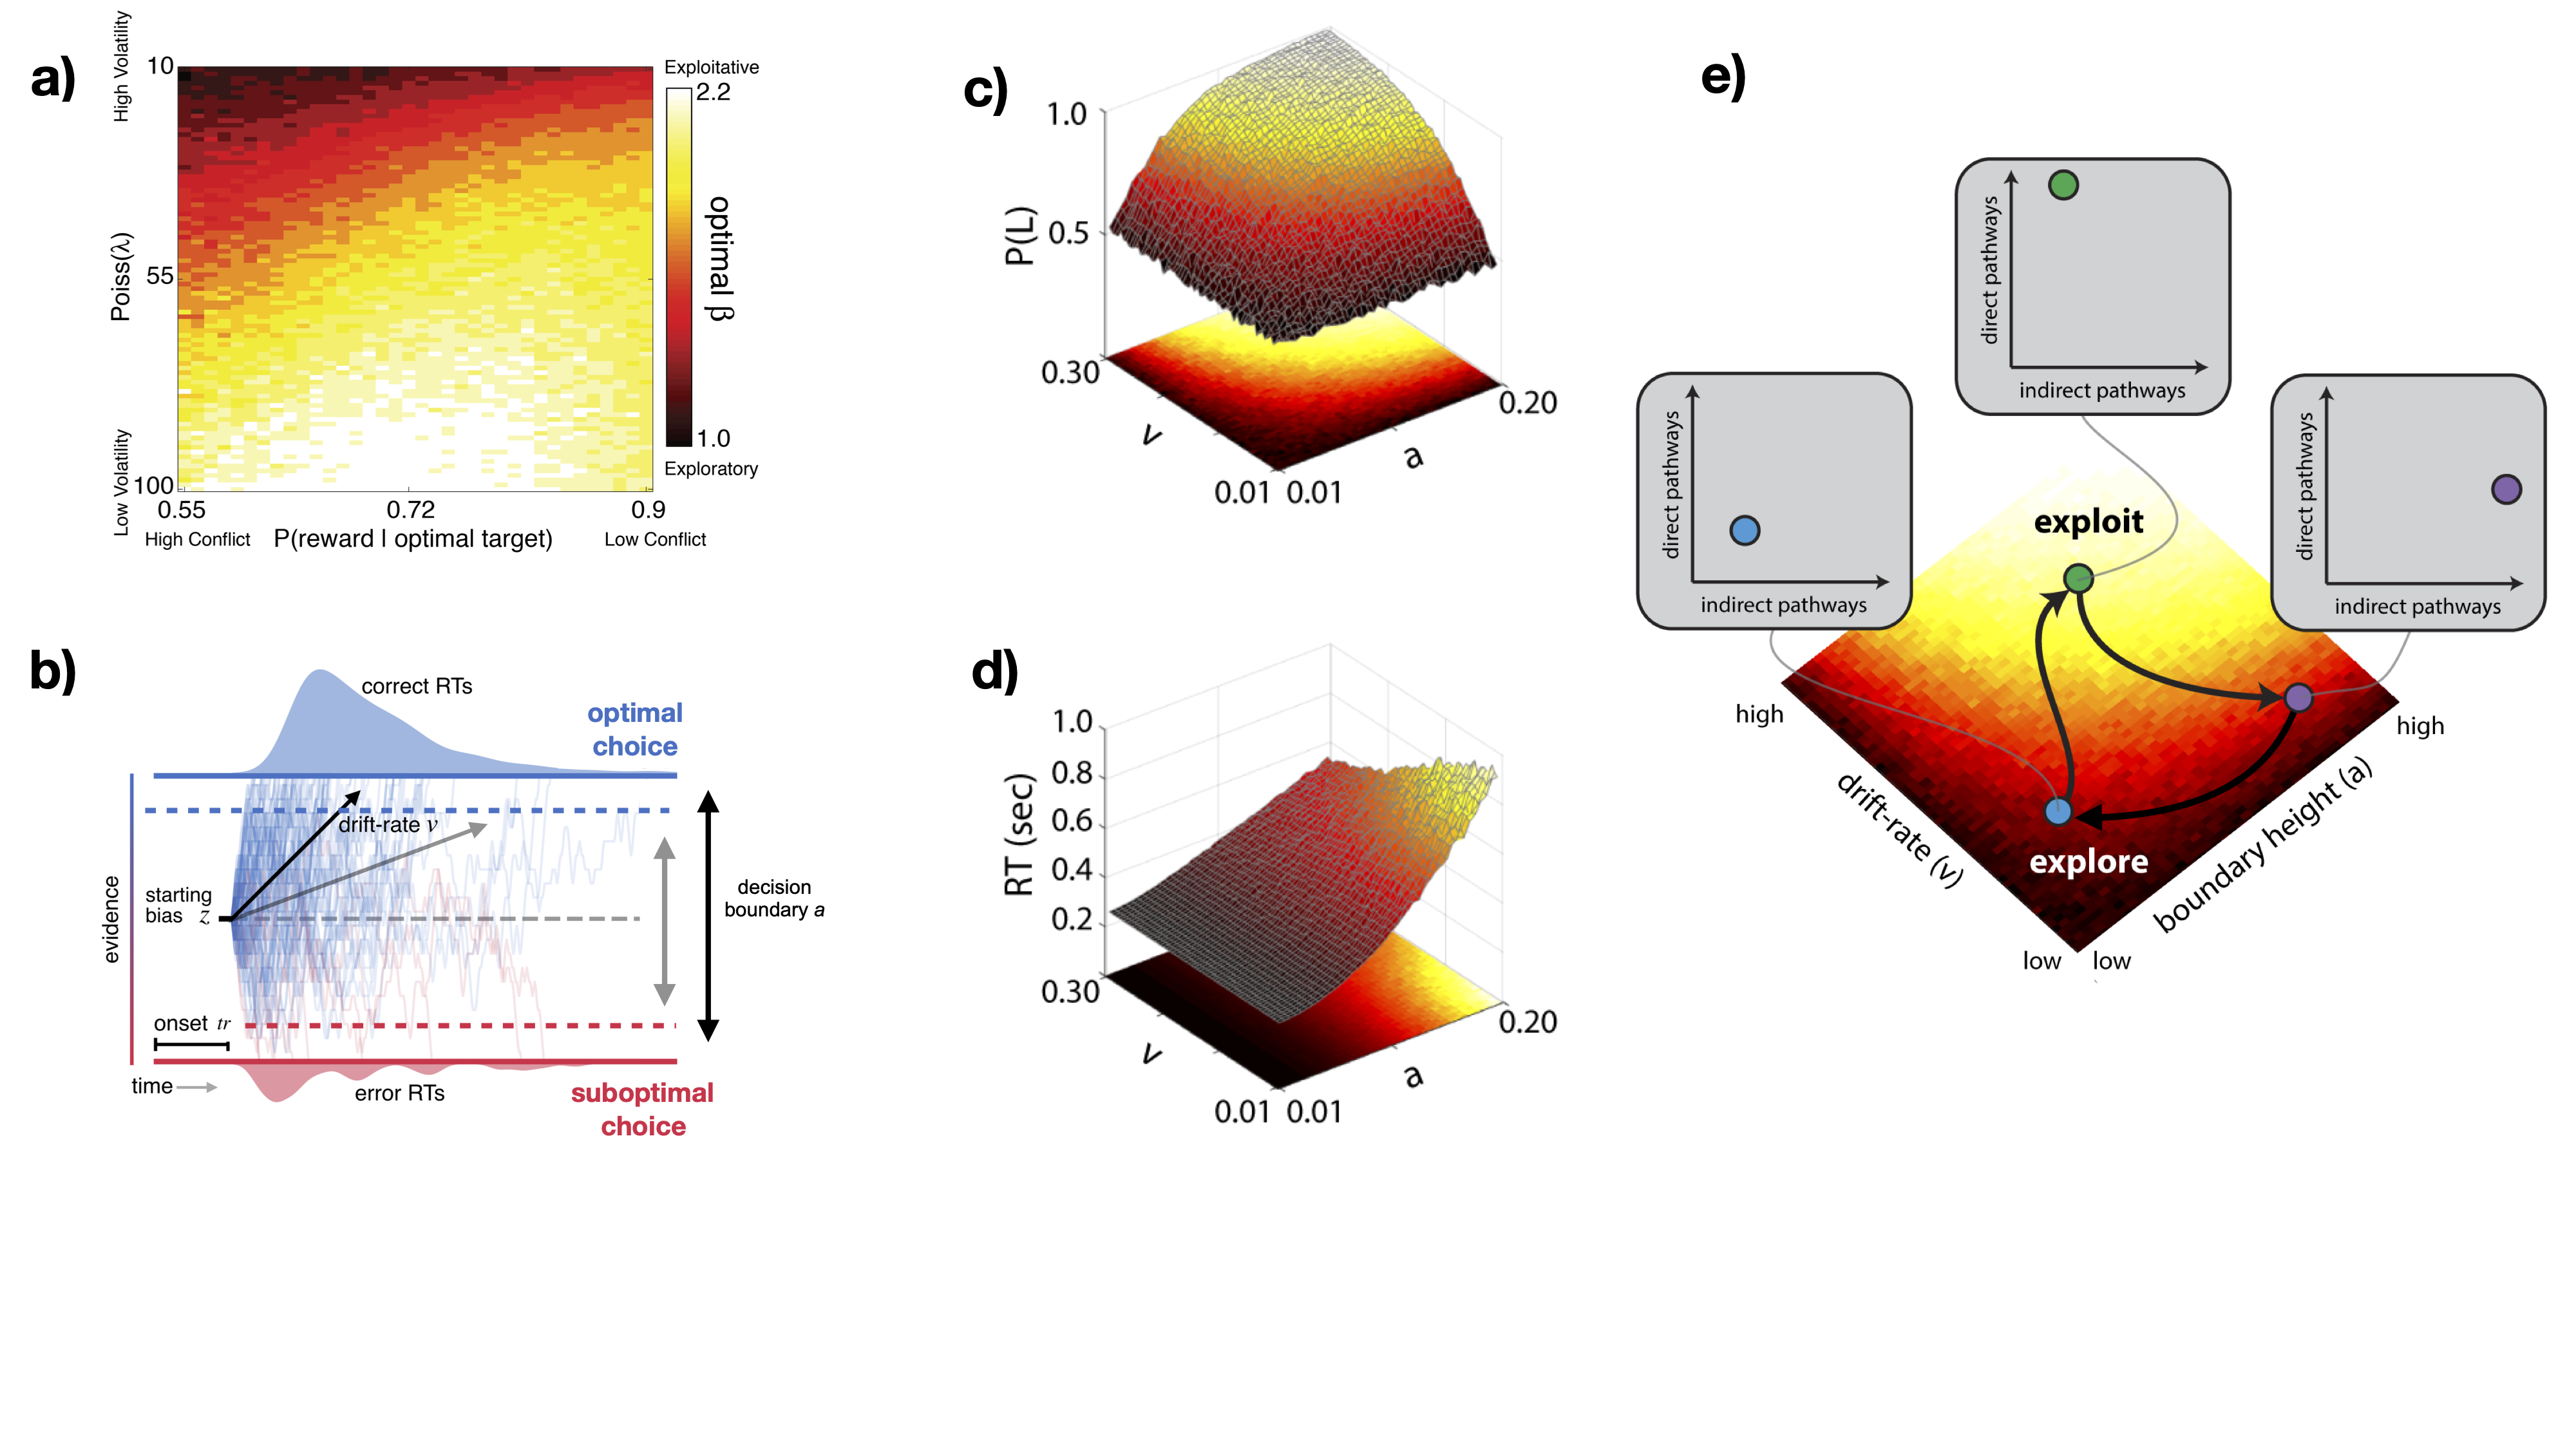 a)
High Volatility
Low Volatility
Poiss(λ)
10
55
100
0.55
0.72
0.9
High Conflict
P(reward | optimal target)
Low Conflict
Exploitative
2.2
optimal β
1.0
Exploratory
b)
correct RTs
optimal
choice
drift-rate v
evidence
starting
bias z
decision
boundary a
onset tr
time
error RTs
suboptimal
choice
c)
P(L)
1.0
0.5
0.30
v
0.01
0.01
a
0.20
d)
RT (sec)
1.0
0.8
0.6
0.4
0.2
0.30
v
0.01
0.01
a
0.20
e)
direct pathways
indirect pathways
direct pathways
indirect pathways
direct pathways
indirect pathways
exploit
explore
high
drift-rate (v)
low
low
boundary height (a)
high